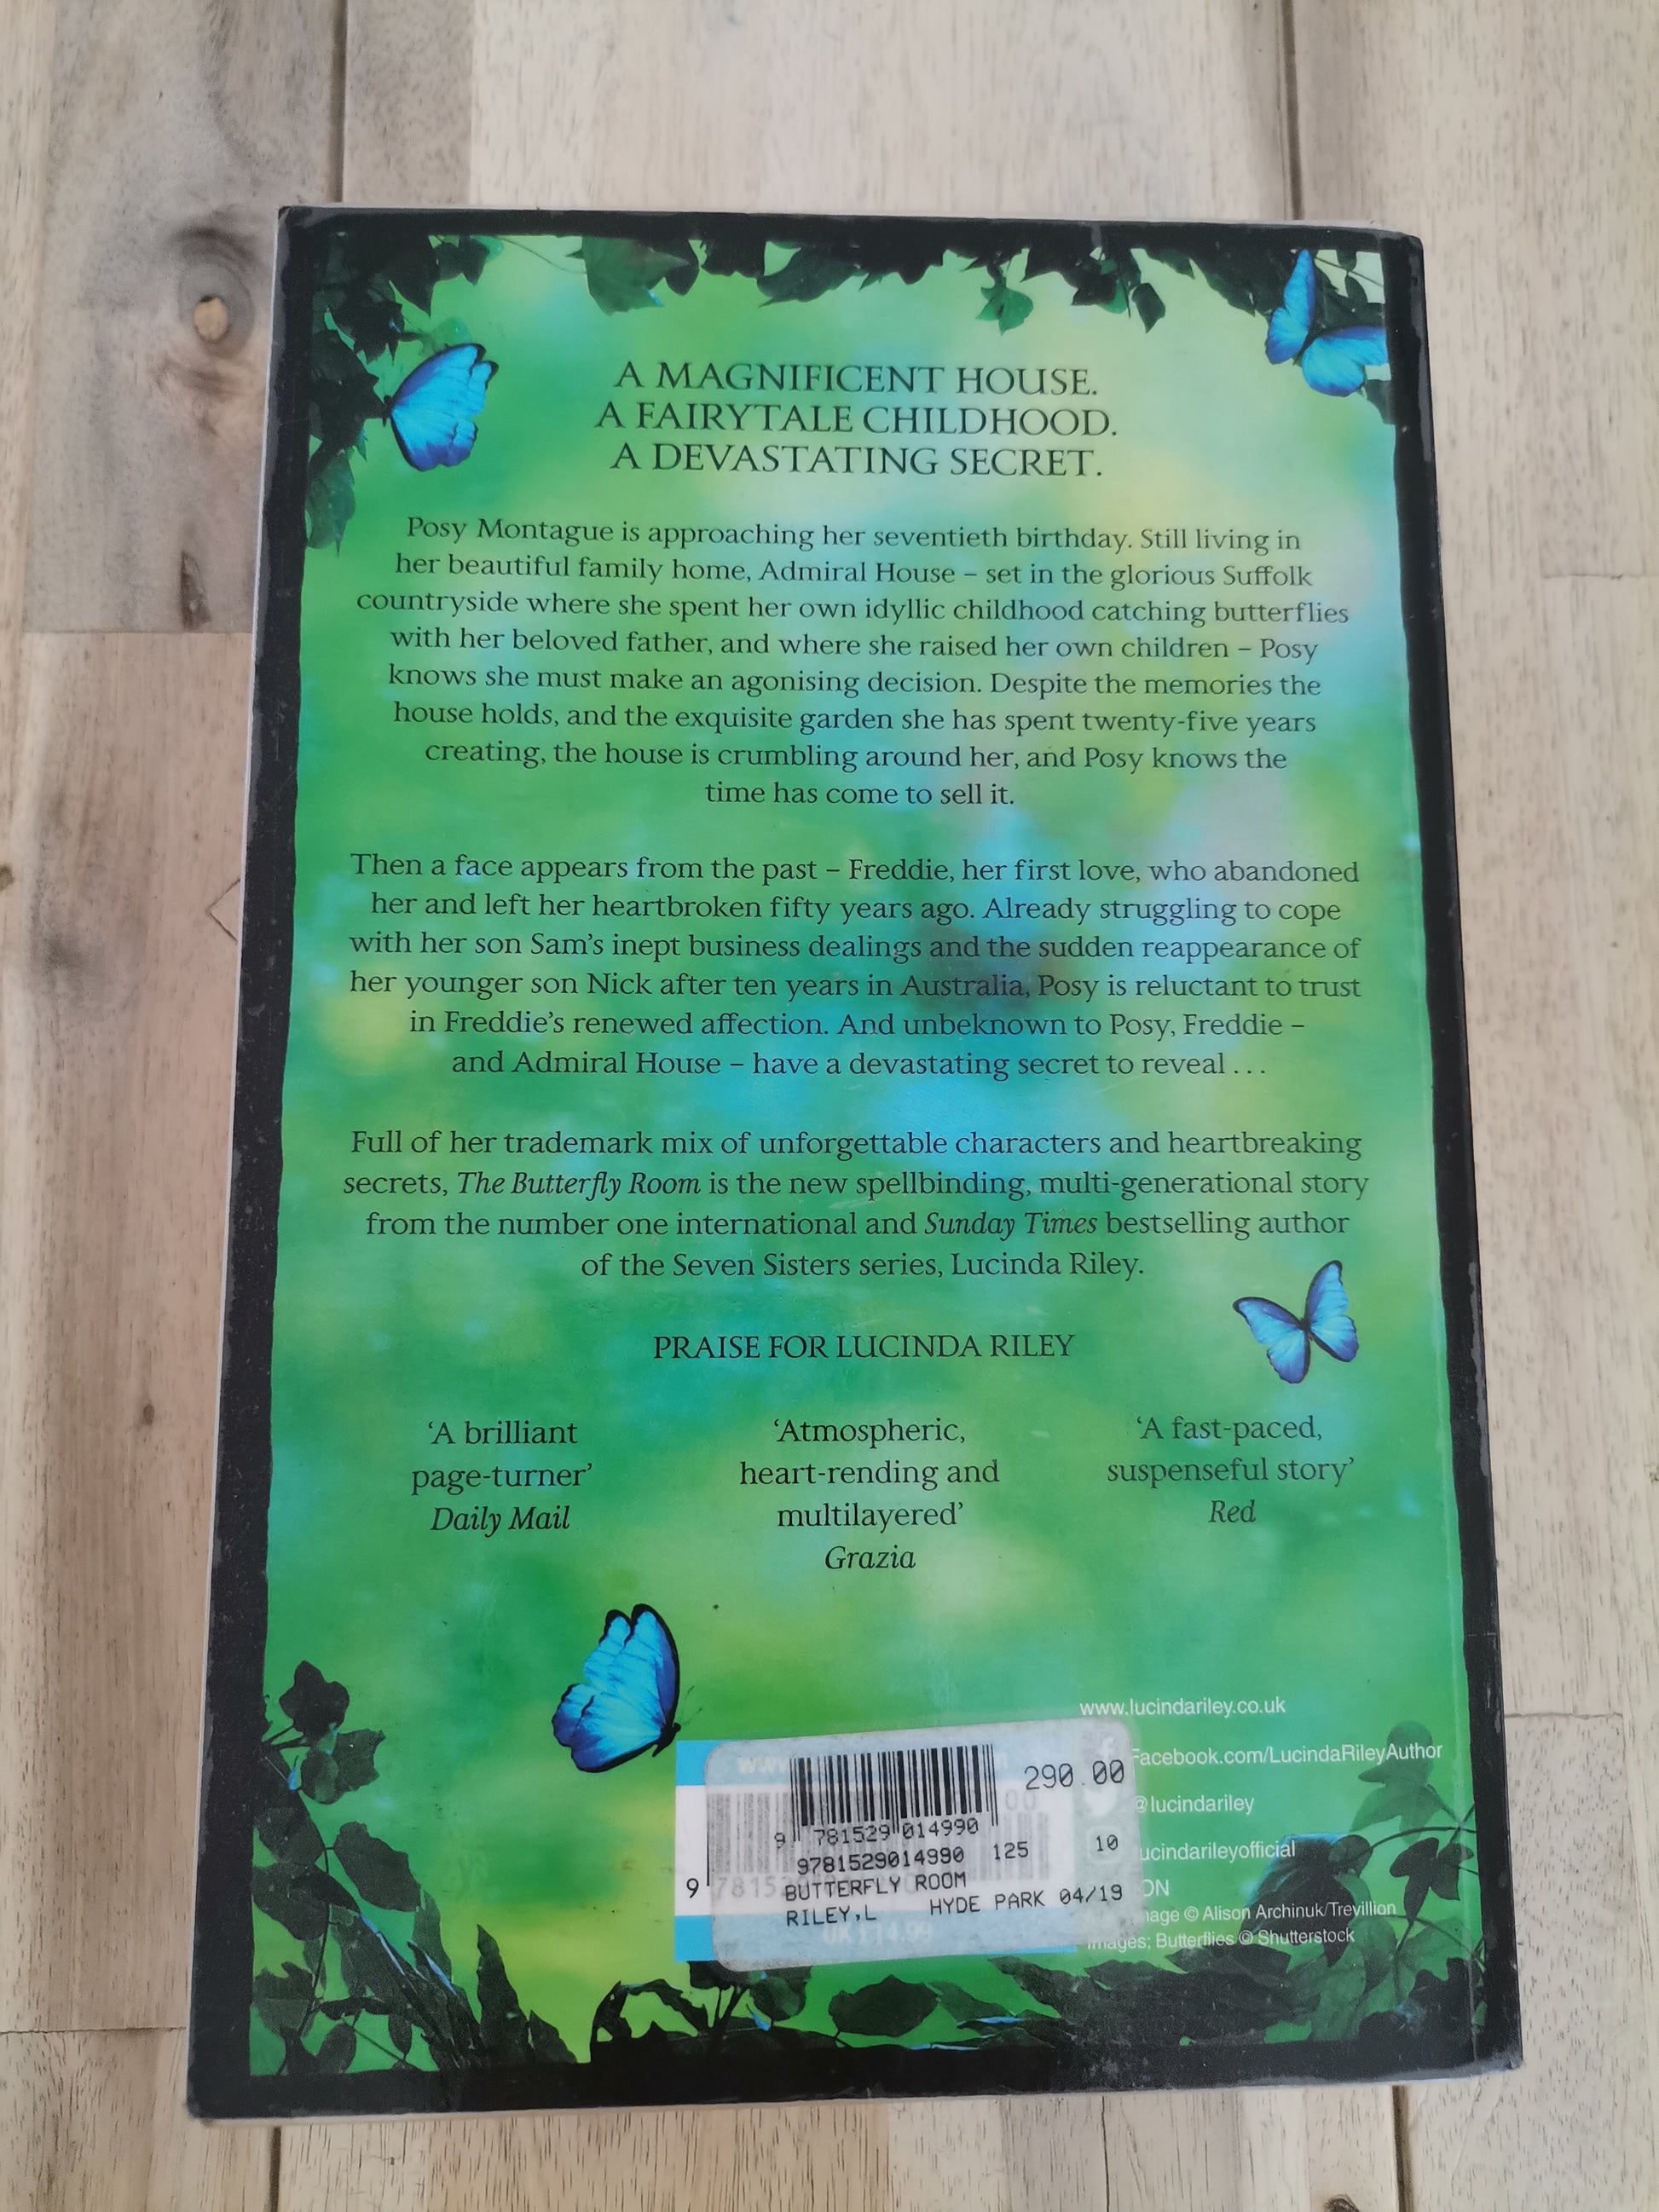 A MAGNIFICENT HOUSE.
A FAIRYTALE CHILDHOOD.
A DEVASTATING SECRET.
Posy Montague is approaching her seventieth birthday. Still living in
her beautiful family home, Admiral House – set in the glorious Suffolk
countryside where she spent her own idyllic childhood catching butterflies
with her beloved father, and where she raised her own children – Posy
knows she must make an agonising decision. Despite the memories the
house holds, and the exquisite garden she has spent twenty-five years
creating, the house is crumbling around her, and Posy knows the
time has come to sell it.
Then a face appears from the past – Freddie, her first love, who abandoned
her and left her heartbroken fifty years ago. Already struggling to cope
with her son Sam's inept business dealings and the sudden reappearance of
her younger son Nick after ten years in Australia, Posy is reluctant to trust
in Freddie's renewed affection. And unbeknown to Posy, Freddie –
and Admiral House – have a devastating secret to reveal . . .
Full of her trademark mix of unforgettable characters and heartbreaking
secrets, The Butterfly Room is the new spellbinding, multi-generational story
from the number one international and Sunday Times bestselling author
of the Seven Sisters series, Lucinda Riley.
PRAISE FOR LUCINDA RILEY
'A brilliant
page-turner'
Daily Mail
'Atmospheric,
heart-rending and
multilayered'
Grazia
'A fast-paced,
suspenseful story'
Red
www.lucindariley.co.uk
Facebook.com/LucindaRileyAuthor
@lucindariley
ucindarileyofficial
290.00
9 781529 014990
9781529014990 125 10
BUTTERFLY ROOM
RILEY,L HYDE PARK 04/19
9
© Alison Archinuk/Trevillion
Images; Butterflies © Shutterstock